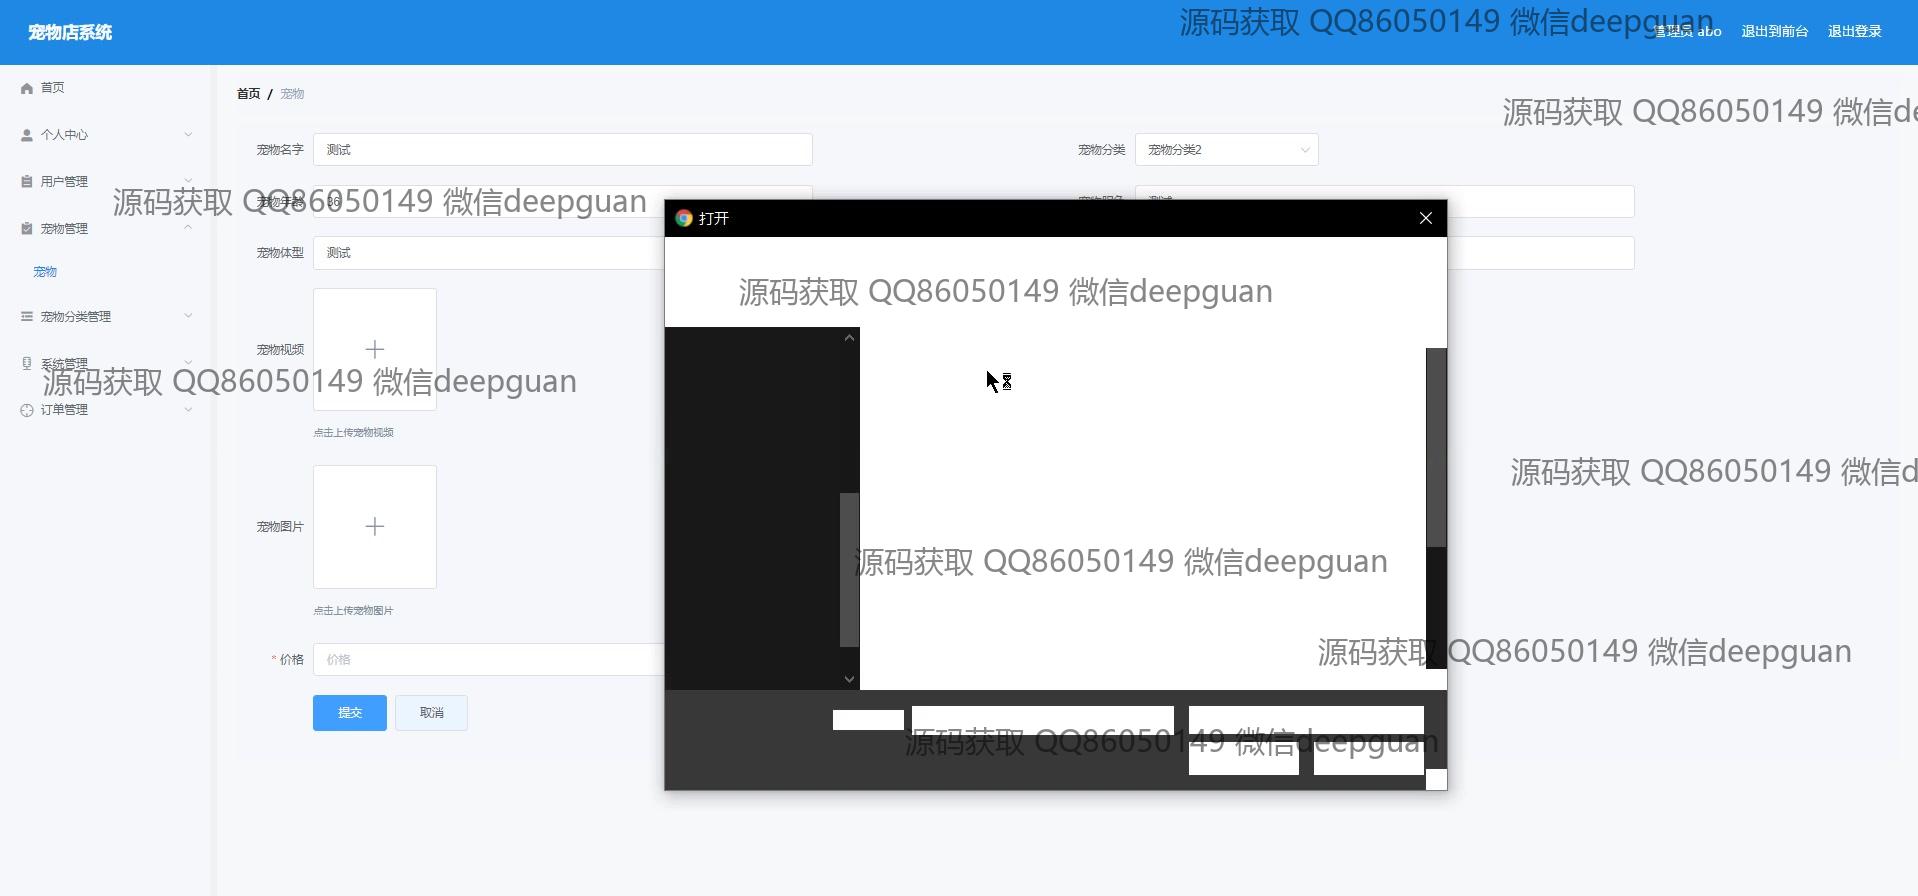 宠物店系统
源码获取 QQ86050149 微信deepguan
管理员 abo
退出到前台
退出登录
首页
个人中心
用户管理
宠物管理
宠物
宠物分类管理
系统管理
订单管理
首页 / 宠物
源码获取 QQ86050149 微信de
宠物名字
测试
宠物分类
宠物分类2
源码获取 QQ86050149 微信deepguan
宠物年龄
36
测试
宠物体型
测试
打开
源码获取 QQ86050149 微信deepguan
宠物视频
源码获取 QQ86050149 微信deepguan
点击上传宠物视频
源码获取 QQ86050149 微信d
宠物图片
源码获取 QQ86050149 微信deepguan
点击上传宠物图片
源码获取 QQ86050149 微信deepguan
* 价格
价格
提交
取消
源码获取 QQ86050149 微信deepguan